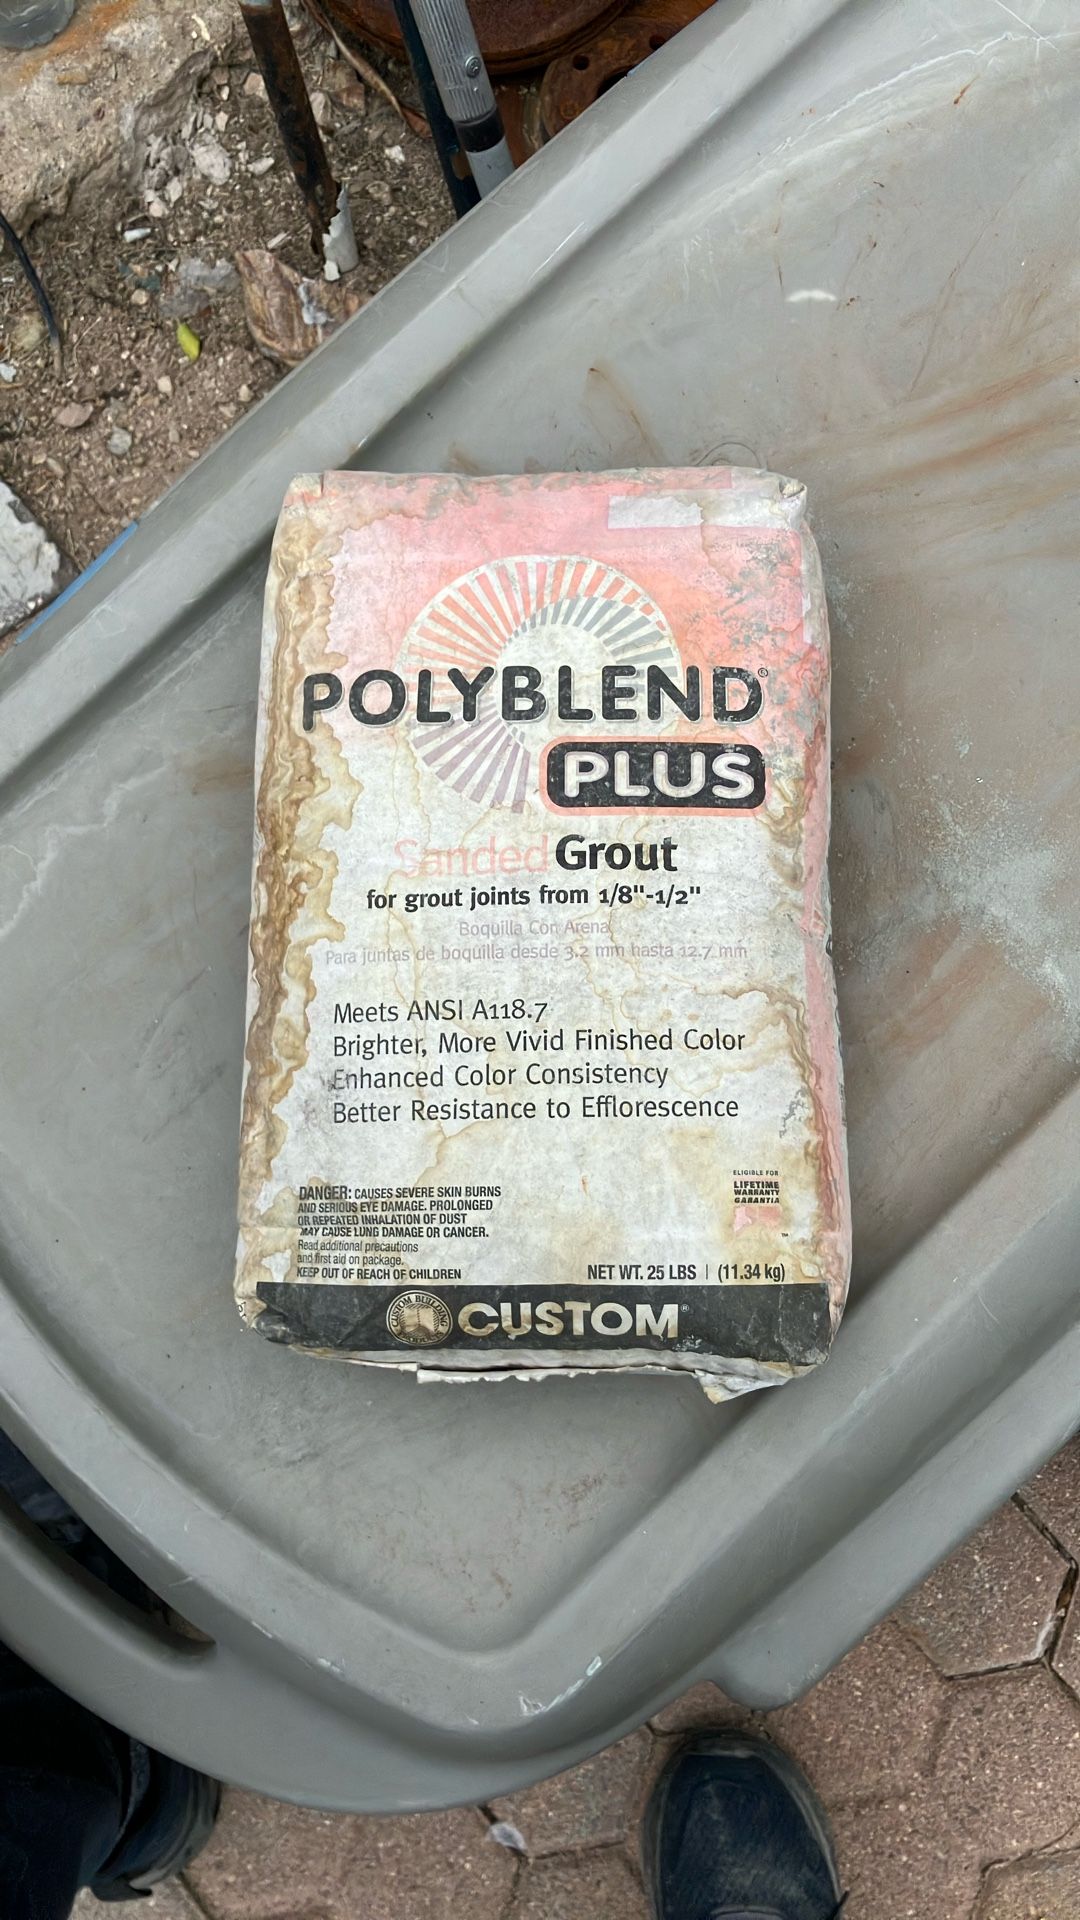 POLYBLEND®
PLUS
Sanded Grout
for grout joints from 1/8"-1/2"
Boquilla Con Arena
Para juntas de boquilla desde 3.2 mm hasta 12.7 mm
Meets ANSI A118.7
Brighter, More Vivid Finished Color
Enhanced Color Consistency
Better Resistance to Efflorescence
ELIGIBLE FOR
LIFETIME
WARRANTY
GARANTIA
™
DANGER: CAUSES SEVERE SKIN BURNS
AND SERIOUS EYE DAMAGE. PROLONGED
OR REPEATED INHALATION OF DUST
MAY CAUSE LUNG DAMAGE OR CANCER.
Read additional precautions
and first aid on package.
KEEP OUT OF REACH OF CHILDREN
NET WT. 25 LBS | (11.34 kg)
CUSTOM BUILDING
CUSTOM®